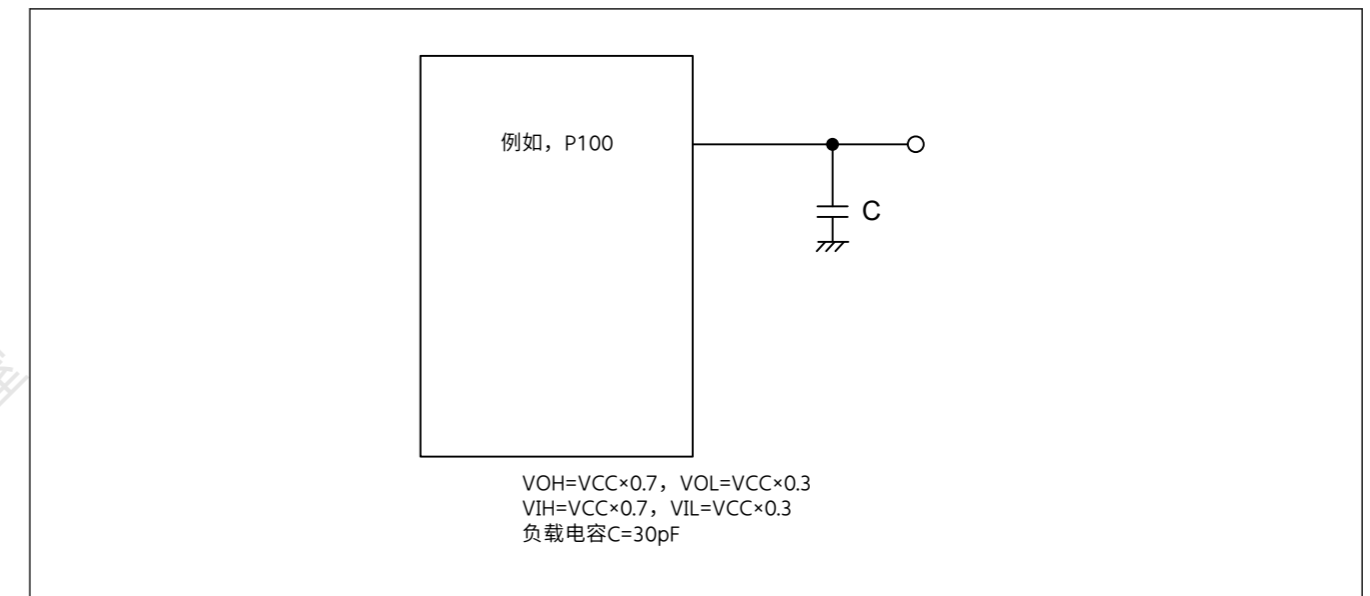 例如，P100
C
VOH=VCC×0.7，VOL=VCC×0.3
VIH=VCC×0.7，VIL=VCC×0.3
负载电容C=30pF